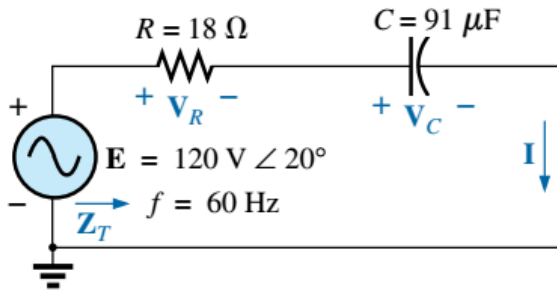 R = 18 Ω
C = 91 μF
+ V_R −
+ V_C −
+
E = 120 V ∠ 20°
I
−
Z_T
f = 60 Hz